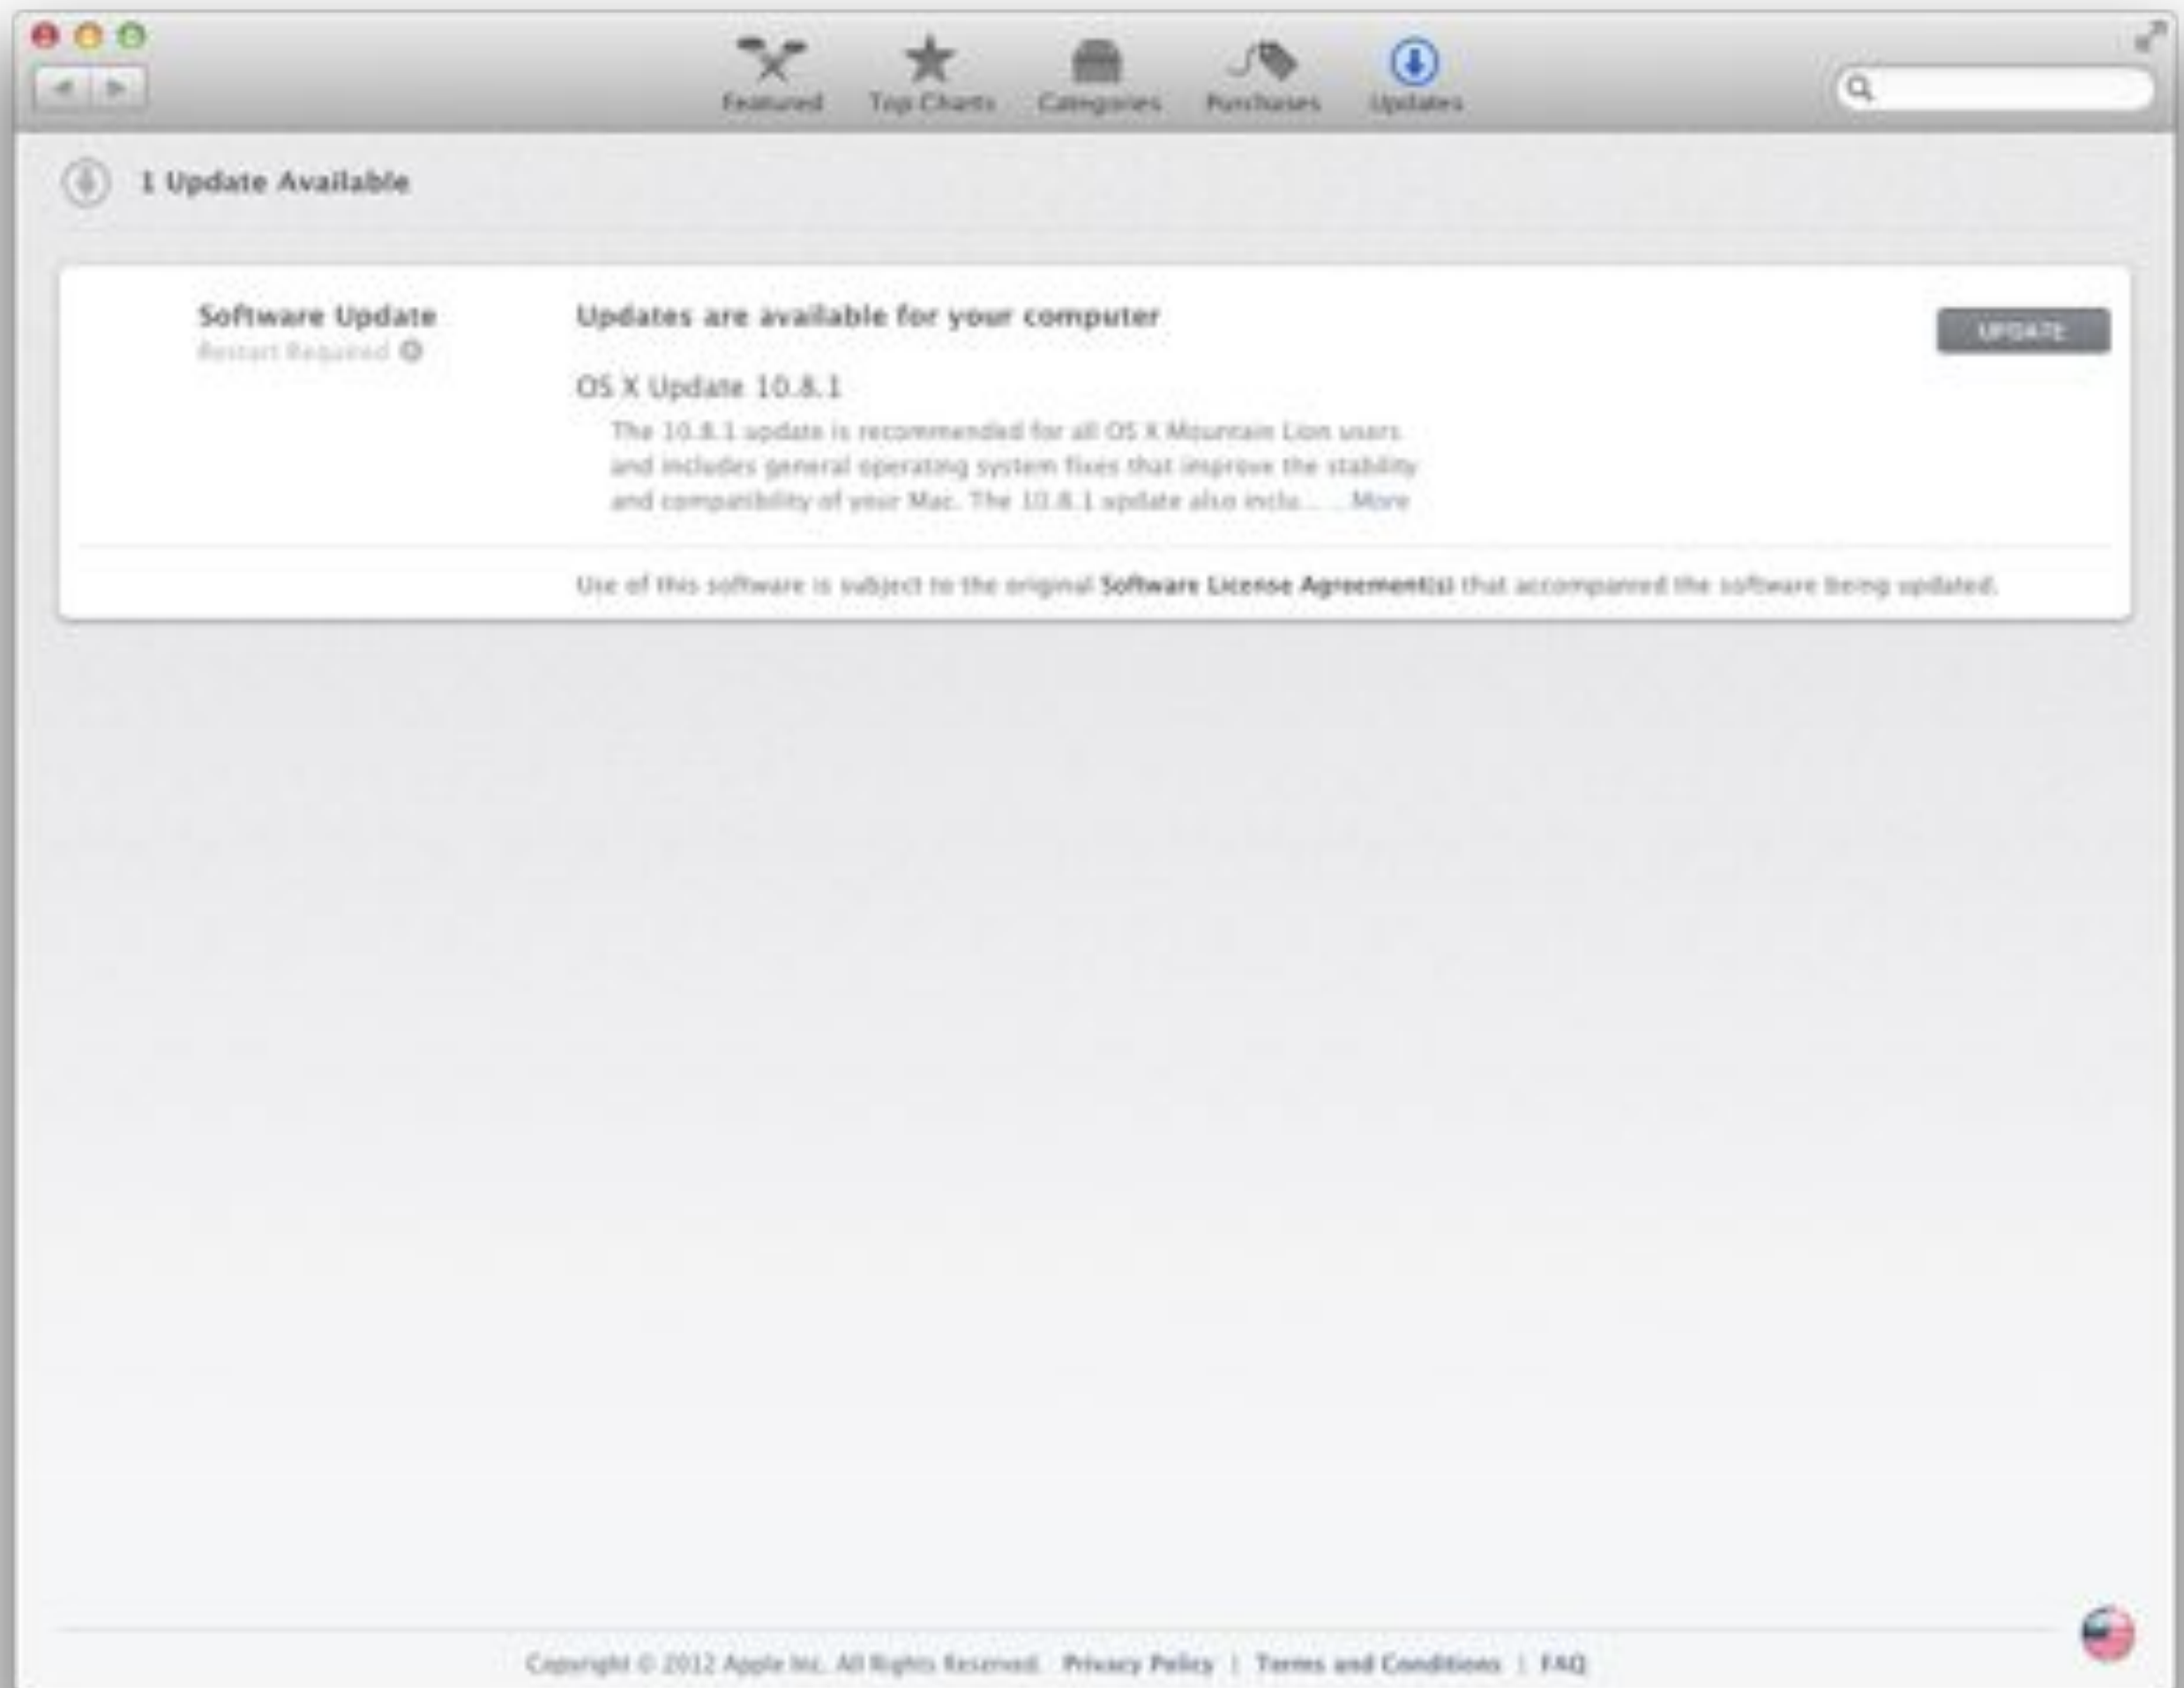 Featured
Top Charts
Categories
Purchases
Updates
1 Update Available
Software Update
Restart Required
Updates are available for your computer
UPDATE
OS X Update 10.8.1
The 10.8.1 update is recommended for all OS X Mountain Lion users
and includes general operating system fixes that improve the stability
and compatibility of your Mac. The 10.8.1 update also inclu... ...More
Use of this software is subject to the original Software License Agreement(s) that accompanied the software being updated.
Copyright © 2012 Apple Inc. All Rights Reserved. Privacy Policy | Terms and Conditions | FAQ